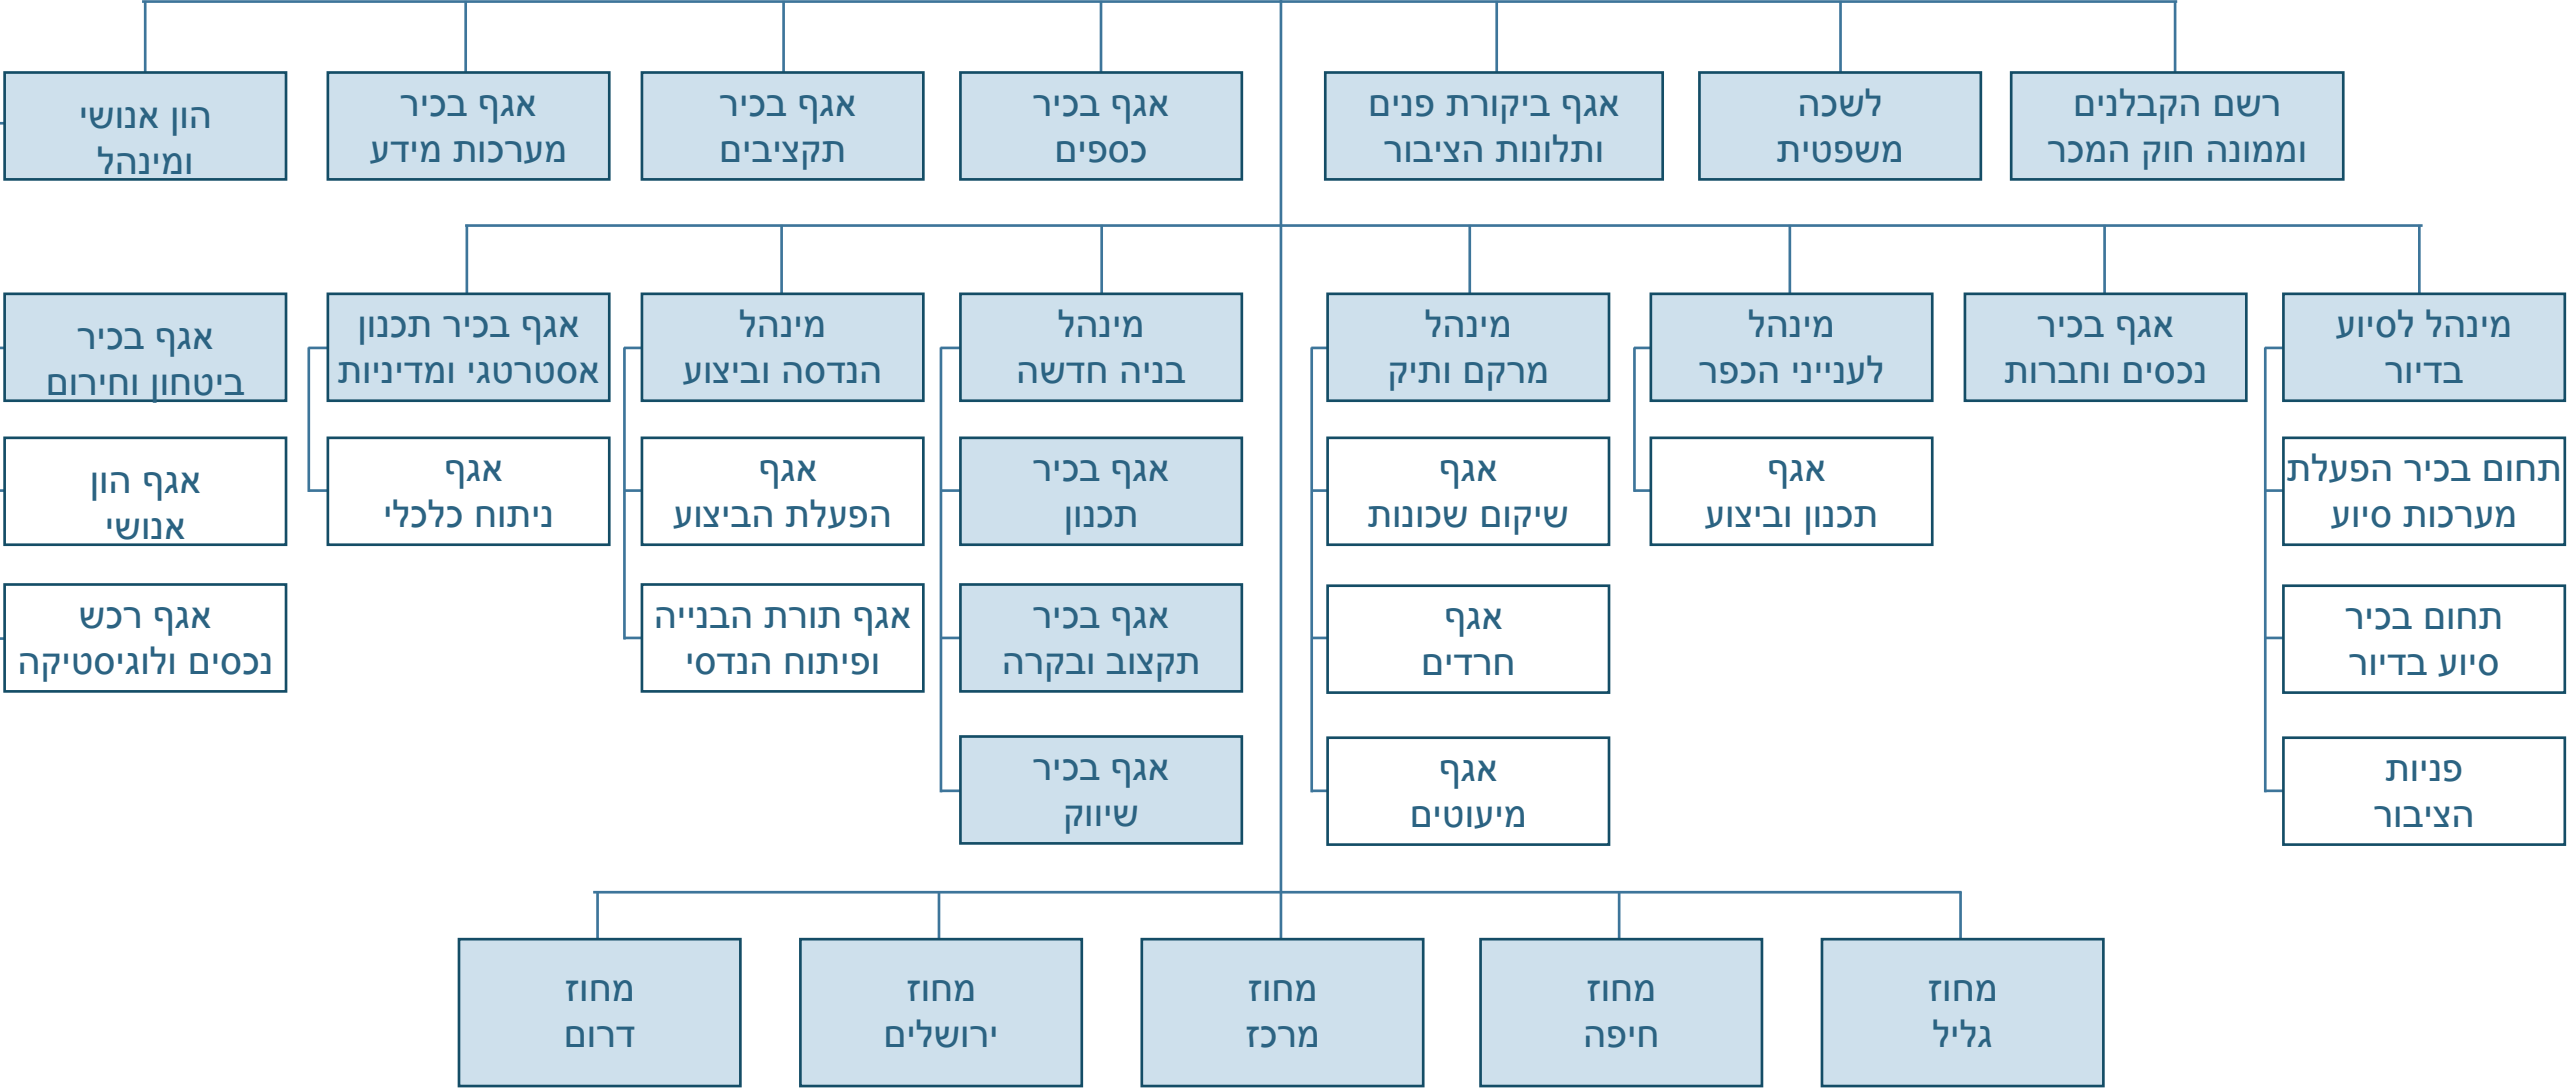 רשם הקבלנים
וממונה חוק המכר
לשכה
משפטית
אגף ביקורת פנים
ותלונות הציבור
אגף בכיר
כספים
אגף בכיר
תקציבים
אגף בכיר
מערכות מידע
הון אנושי
ומינהל
מינהל לסיוע
בדיור
אגף בכיר
נכסים וחברות
מינהל
לענייני הכפר
מינהל
מרקם ותיק
מינהל
בניה חדשה
מינהל
הנדסה וביצוע
אגף בכיר תכנון
אסטרטגי ומדיניות
אגף בכיר
ביטחון וחירום
תחום בכיר הפעלת
מערכות סיוע
אגף
תכנון וביצוע
אגף
שיקום שכונות
אגף בכיר
תכנון
אגף
הפעלת הביצוע
אגף
ניתוח כלכלי
אגף הון
אנושי
תחום בכיר
סיוע בדיור
אגף
חרדים
אגף בכיר
תקצוב ובקרה
אגף תורת הבנייה
ופיתוח הנדסי
אגף רכש
נכסים ולוגיסטיקה
פניות
הציבור
אגף
מיעוטים
אגף בכיר
שיווק
מחוז
גליל
מחוז
חיפה
מחוז
מרכז
מחוז
ירושלים
מחוז
דרום